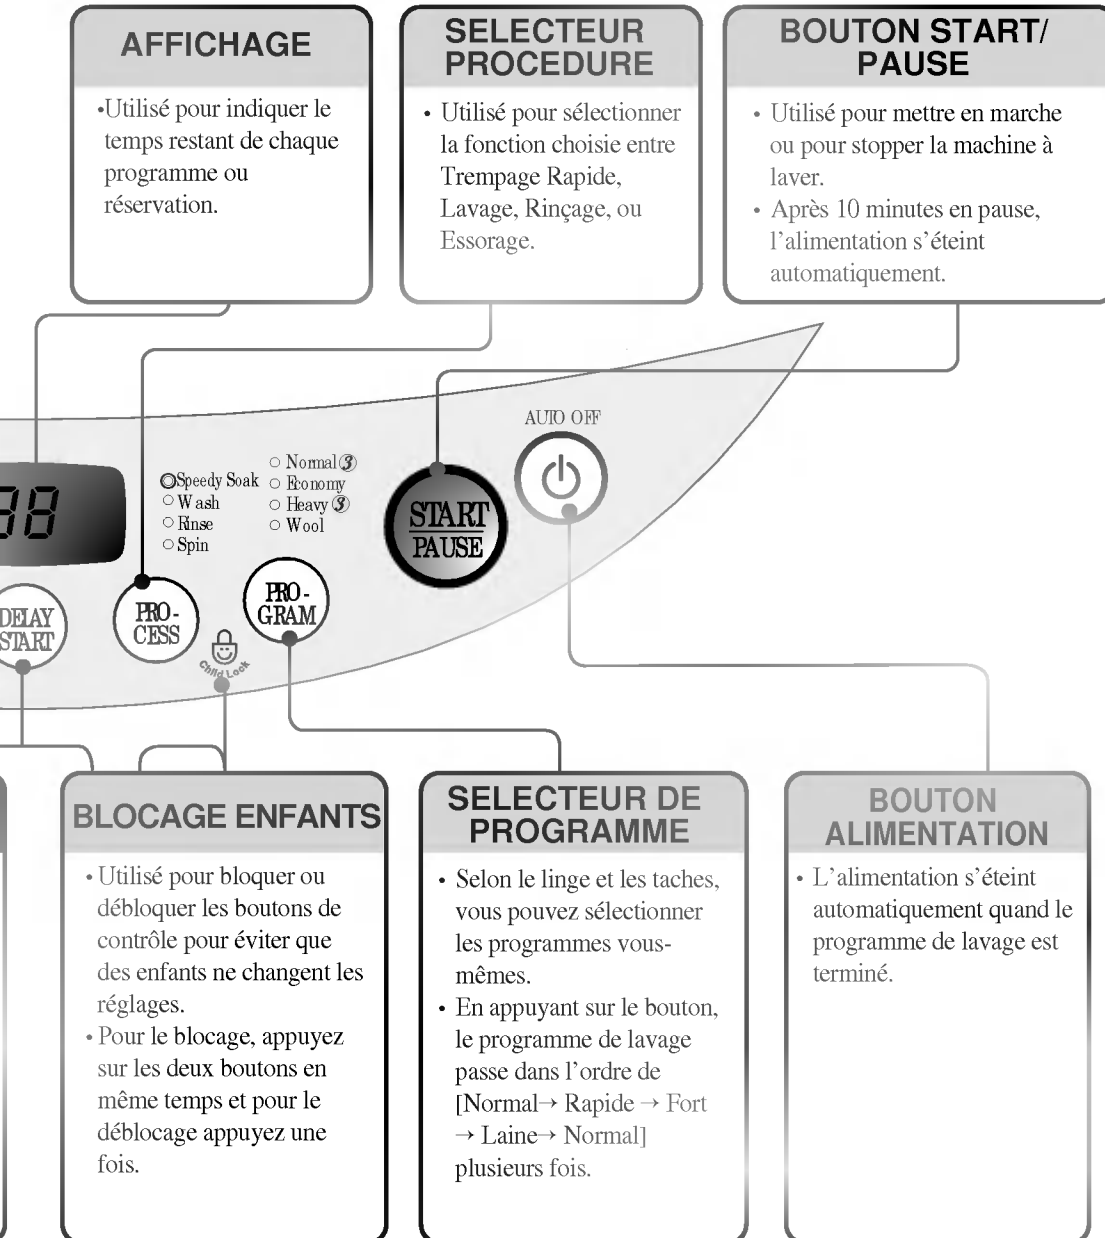 AFFICHAGE
•Utilisé pour indiquer le
temps restant de chaque
programme ou
réservation.
SELECTEUR
PROCEDURE
• Utilisé pour sélectionner
la fonction choisie entre
Trempage Rapide,
Lavage, Rinçage, ou
Essorage.
BOUTON START/
PAUSE
• Utilisé pour mettre en marche
ou pour stopper la machine à
laver.
• Après 10 minutes en pause,
l'alimentation s'éteint
automatiquement.
AUTO OFF
88
Speedy Soak
Wash
Rinse
Spin
Normal 3
Economy
Heavy 3
Wool
START
PAUSE
DELAY
START
PRO-
CESS
PRO-
GRAM
Child Lock
BLOCAGE ENFANTS
• Utilisé pour bloquer ou
débloquer les boutons de
contrôle pour éviter que
des enfants ne changent les
réglages.
• Pour le blocage, appuyez
sur les deux boutons en
même temps et pour le
déblocage appuyez une
fois.
SELECTEUR DE
PROGRAMME
• Selon le linge et les taches,
vous pouvez sélectionner
les programmes vous-
mêmes.
• En appuyant sur le bouton,
le programme de lavage
passe dans l'ordre de
[Normal→ Rapide → Fort
→ Laine→ Normal]
plusieurs fois.
BOUTON
ALIMENTATION
• L'alimentation s'éteint
automatiquement quand le
programme de lavage est
terminé.